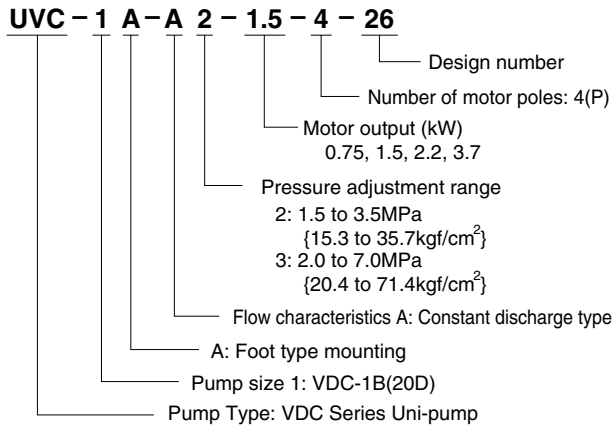 UVC - 1 A - A 2 - 1.5 - 4 - 26
Design number
Number of motor poles: 4(P)
Motor output (kW)
0.75, 1.5, 2.2, 3.7
Pressure adjustment range
2: 1.5 to 3.5MPa
{15.3 to 35.7kgf/cm²}
3: 2.0 to 7.0MPa
{20.4 to 71.4kgf/cm²}
Flow characteristics A: Constant discharge type
A: Foot type mounting
Pump size 1: VDC-1B(20D)
Pump Type: VDC Series Uni-pump